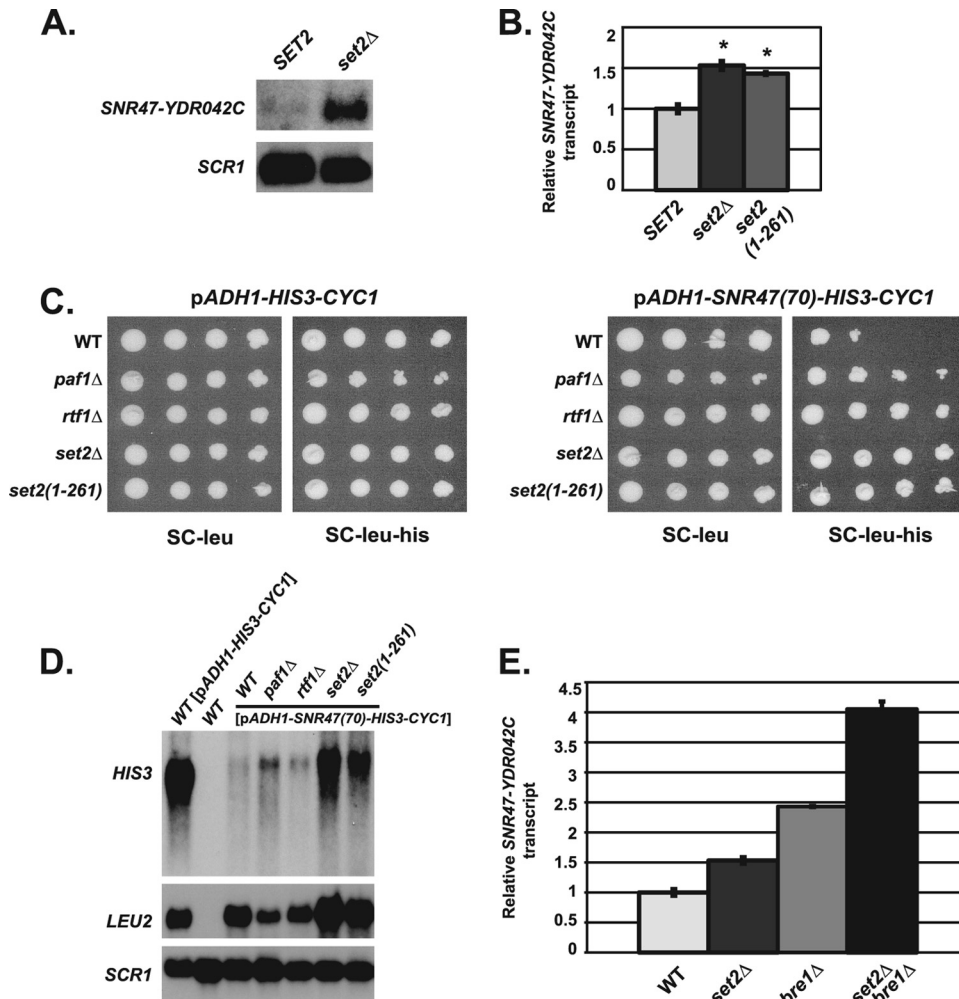 A.
SET2
set2Δ
SNR47-YDR042C
SCR1
B.
Relative SNR47-YDR042C
transcript
2
1.5
1
0.5
0
*
*
SET2
set2Δ
set2
(1-261)
C.
pADH1-HIS3-CYC1
pADH1-SNR47(70)-HIS3-CYC1
WT
paf1Δ
rtf1Δ
set2Δ
set2(1-261)
SC-leu
SC-leu-his
WT
paf1Δ
rtf1Δ
set2Δ
set2(1-261)
SC-leu
SC-leu-his
D.
WT [pADH1-HIS3-CYC1]
WT
WT
paf1Δ
rtf1Δ
set2Δ
set2(1-261)
[pADH1-SNR47(70)-HIS3-CYC1]
HIS3
LEU2
SCR1
E.
Relative SNR47-YDR042C
transcript
4.5
4
3.5
3
2.5
2
1.5
1
0.5
0
WT
set2Δ
bre1Δ
set2Δ
bre1Δ